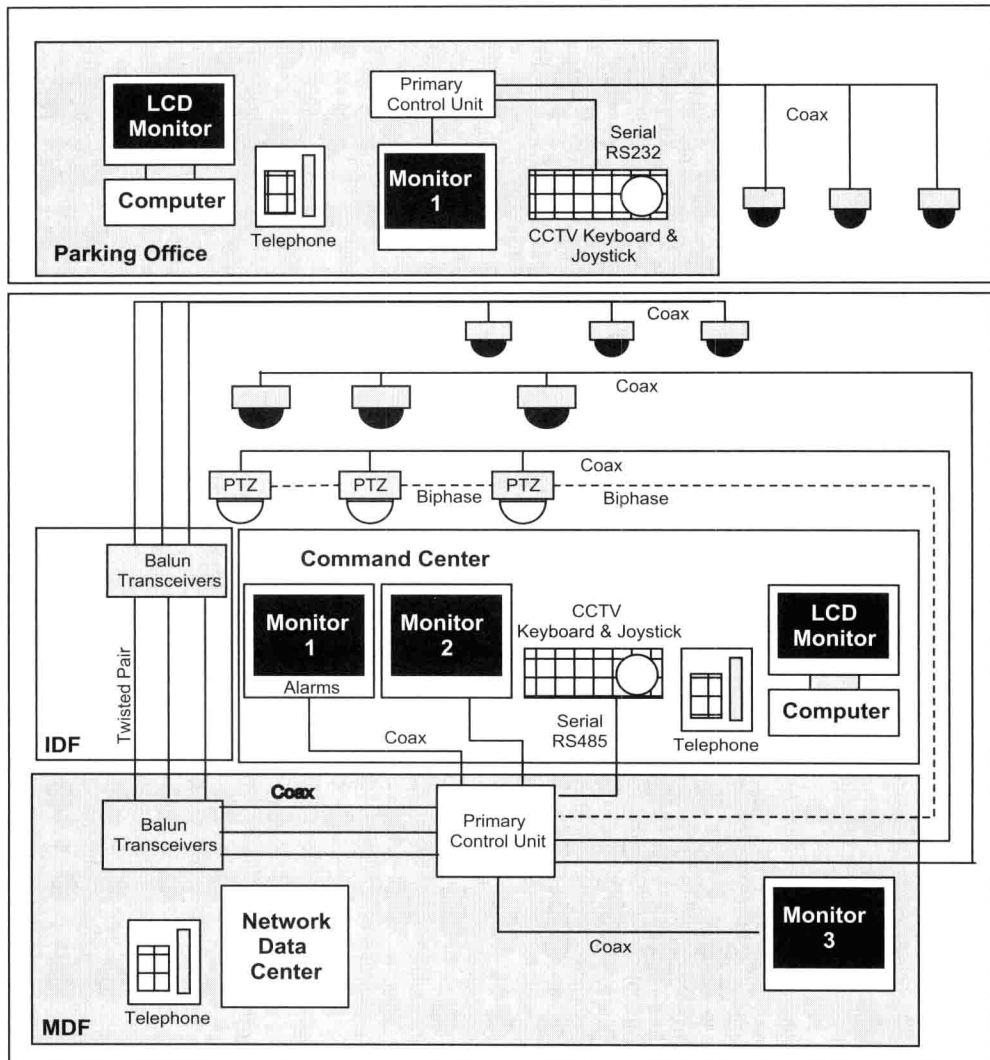 LCD
Monitor
Computer
Telephone
Primary
Control Unit
Monitor
1
Serial
RS232
CCTV Keyboard &
Joystick
Coax
Parking Office
Coax
Coax
PTZ
PTZ
PTZ
Coax
Biphase
Biphase
Balun
Transceivers
Twisted Pair
IDF
Command Center
Monitor
1
Alarms
Monitor
2
CCTV
Keyboard & Joystick
Serial
RS485
Telephone
LCD
Monitor
Computer
Coax
Coax
Balun
Transceivers
Primary
Control Unit
Network
Data
Center
Telephone
Coax
Monitor
3
MDF